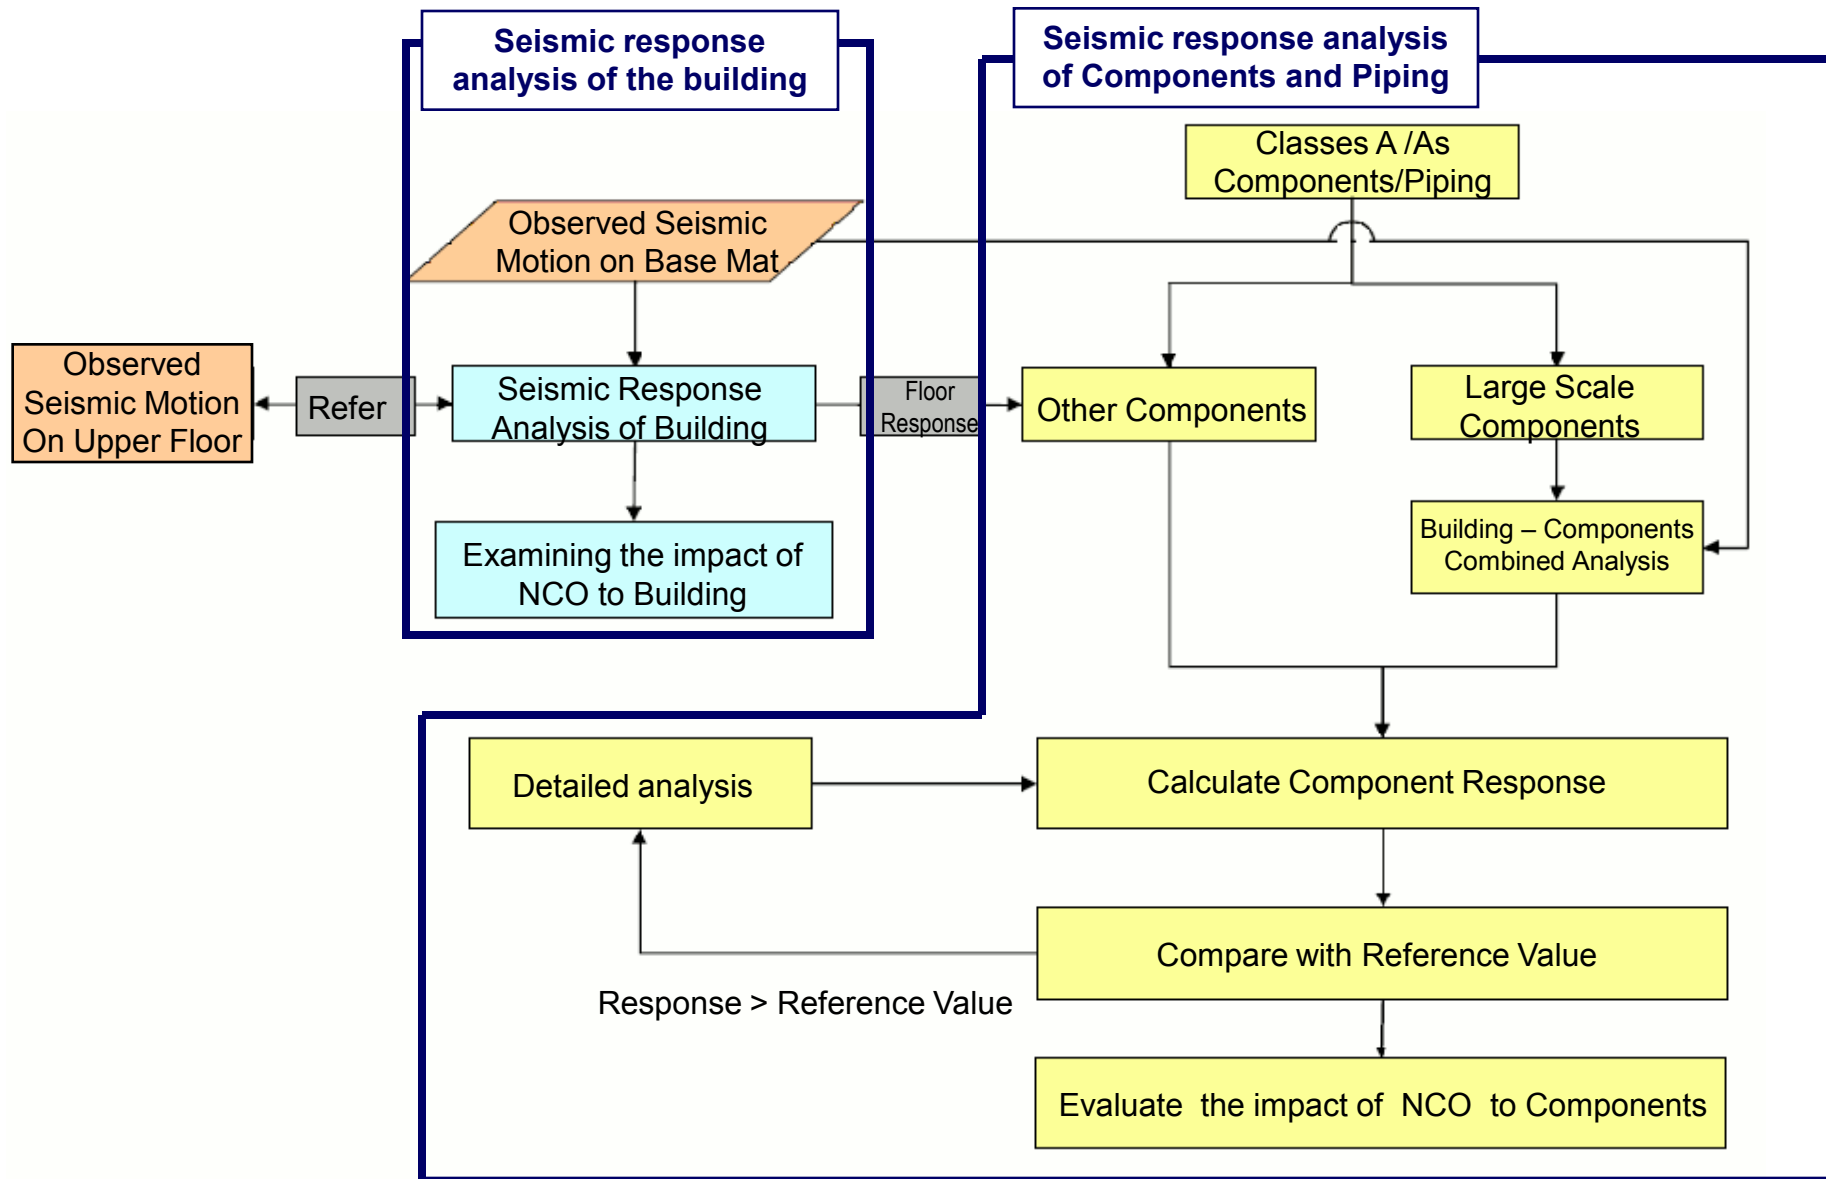 Seismic response
analysis of the building
Seismic response analysis
of Components and Piping
Classes A /As
Components/Piping
Observed Seismic
Motion on Base Mat
Observed
Seismic Motion
On Upper Floor
Refer
Seismic Response
Analysis of Building
Floor
Response
Other Components
Large Scale
Components
Building – Components
Combined Analysis
Examining the impact of
NCO to Building
Detailed analysis
Calculate Component Response
Compare with Reference Value
Response > Reference Value
Evaluate the impact of NCO to Components